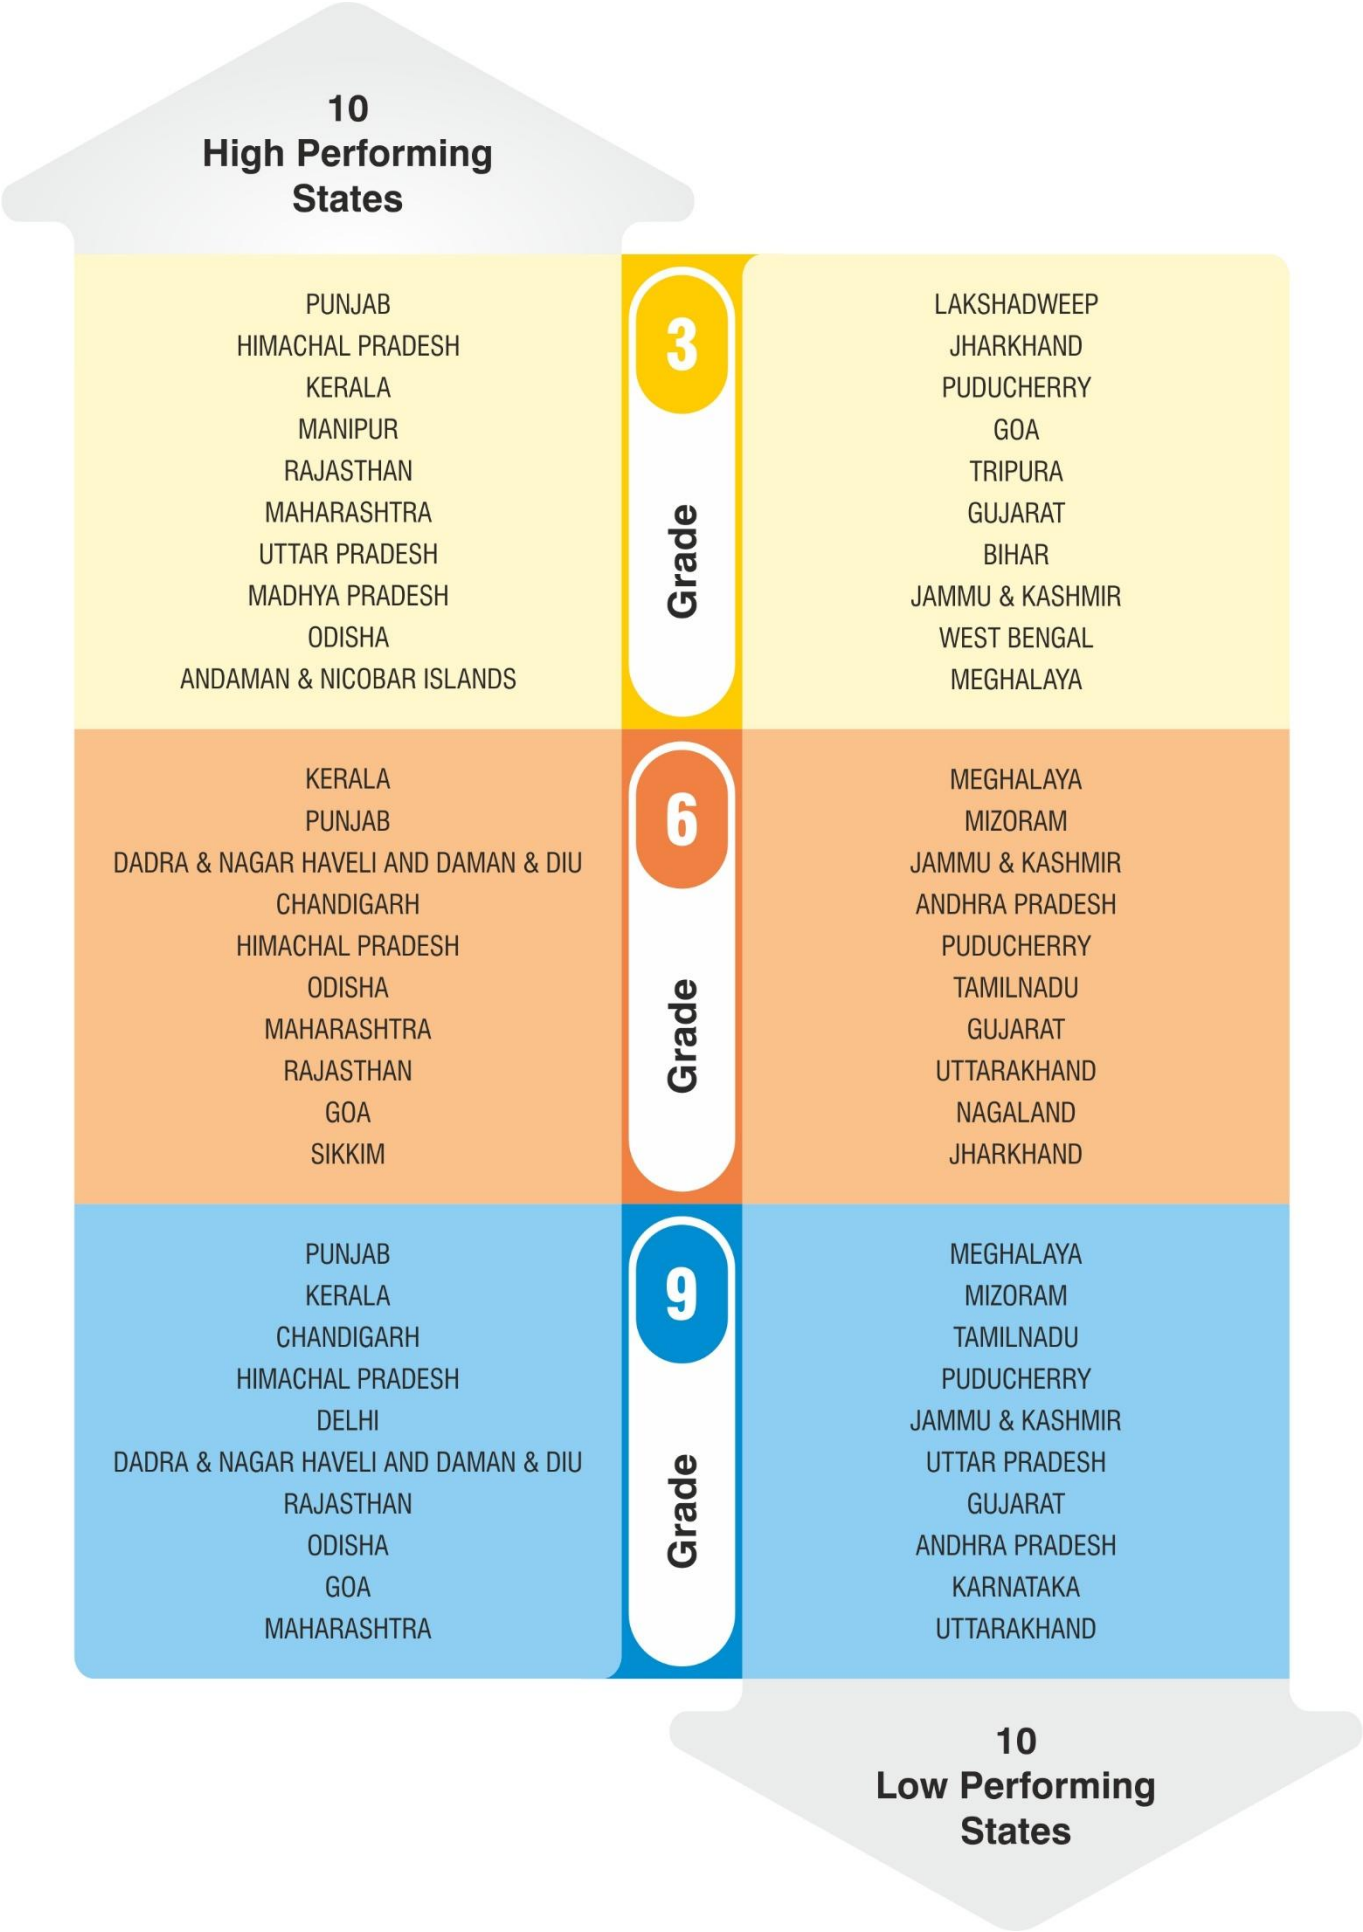 10
High Performing
States
PUNJAB
HIMACHAL PRADESH
KERALA
MANIPUR
RAJASTHAN
MAHARASHTRA
UTTAR PRADESH
MADHYA PRADESH
ODISHA
ANDAMAN & NICOBAR ISLANDS
3
Grade
LAKSHADWEEP
JHARKHAND
PUDUCHERRY
GOA
TRIPURA
GUJARAT
BIHAR
JAMMU & KASHMIR
WEST BENGAL
MEGHALAYA
KERALA
PUNJAB
DADRA & NAGAR HAVELI AND DAMAN & DIU
CHANDIGARH
HIMACHAL PRADESH
ODISHA
MAHARASHTRA
RAJASTHAN
GOA
SIKKIM
6
Grade
MEGHALAYA
MIZORAM
JAMMU & KASHMIR
ANDHRA PRADESH
PUDUCHERRY
TAMILNADU
GUJARAT
UTTARAKHAND
NAGALAND
JHARKHAND
PUNJAB
KERALA
CHANDIGARH
HIMACHAL PRADESH
DELHI
DADRA & NAGAR HAVELI AND DAMAN & DIU
RAJASTHAN
ODISHA
GOA
MAHARASHTRA
9
Grade
MEGHALAYA
MIZORAM
TAMILNADU
PUDUCHERRY
JAMMU & KASHMIR
UTTAR PRADESH
GUJARAT
ANDHRA PRADESH
KARNATAKA
UTTARAKHAND
10
Low Performing
States